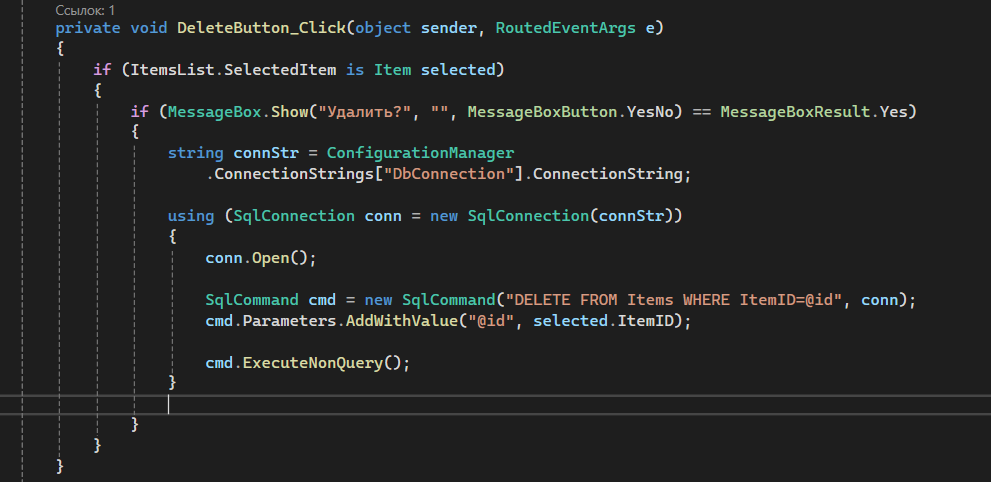 Ссылок: 1
private void DeleteButton_Click(object sender, RoutedEventArgs e)
{
if (ItemsList.SelectedItem is Item selected)
{
if (MessageBox.Show("Удалить?", "", MessageBoxButton.YesNo) == MessageBoxResult.Yes)
{
string connStr = ConfigurationManager
.ConnectionStrings["DbConnection"].ConnectionString;
using (SqlConnection conn = new SqlConnection(connStr))
{
conn.Open();
SqlCommand cmd = new SqlCommand("DELETE FROM Items WHERE ItemID=@id", conn);
cmd.Parameters.AddWithValue("@id", selected.ItemID);
cmd.ExecuteNonQuery();
}
}
}
}